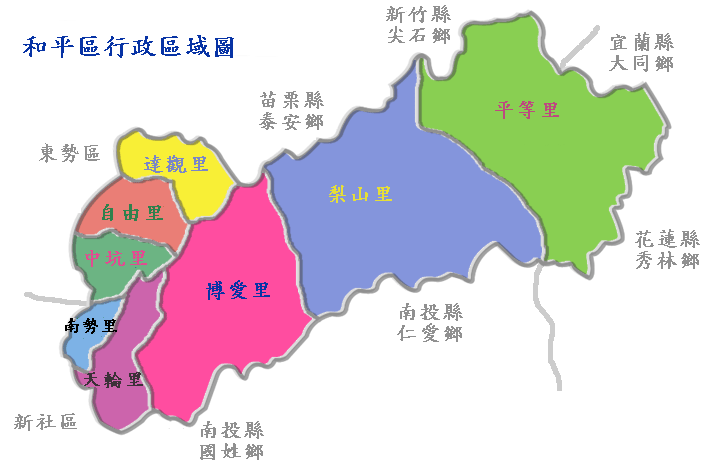 和平區行政區域圖
新竹縣
尖石鄉
宜蘭縣
大同鄉
苗栗縣
泰安鄉
平等里
東勢區
達觀里
梨山里
自由里
花蓮縣
秀林鄉
中坑里
博愛里
南投縣
仁愛鄉
南勢里
天輪里
新社區
南投縣
國姓鄉